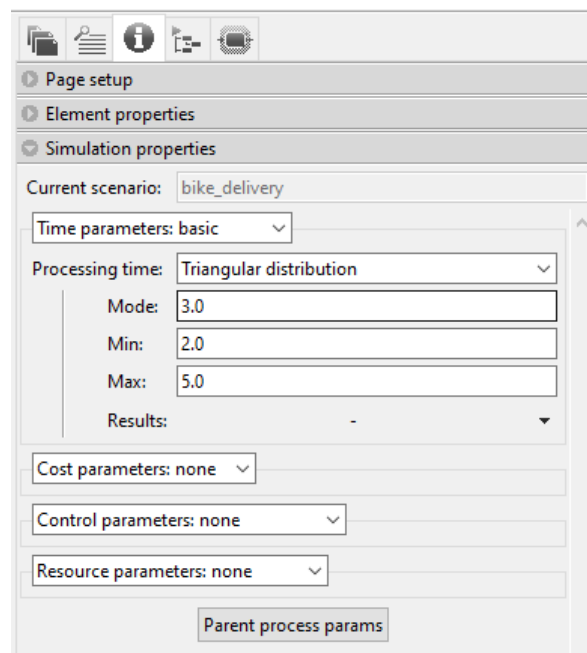 Page setup
Element properties
Simulation properties
Current scenario: bike_delivery
Time parameters: basic
Processing time: Triangular distribution
Mode: 3.0
Min: 2.0
Max: 5.0
Results: -
Cost parameters: none
Control parameters: none
Resource parameters: none
Parent process params